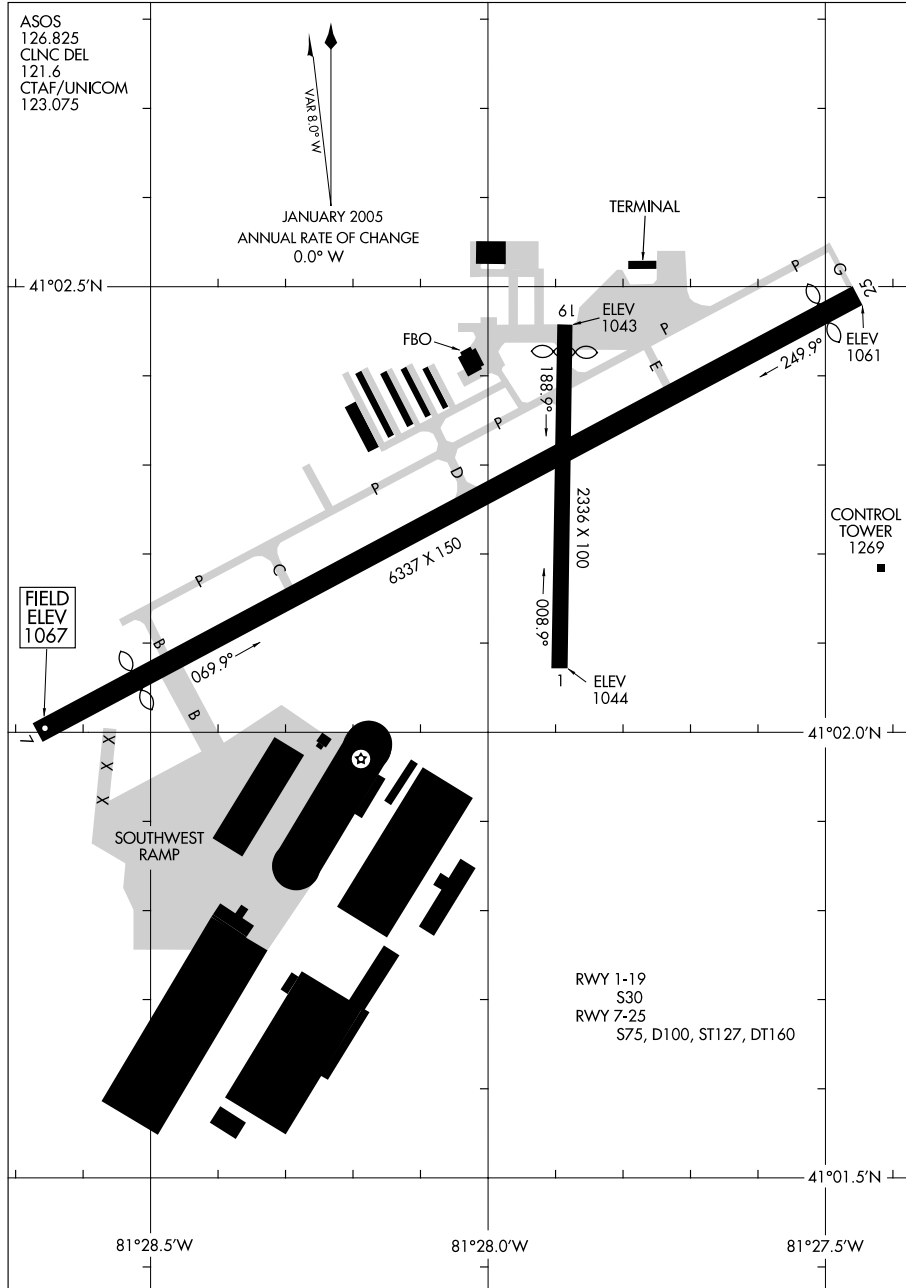 ASOS
126.825
CLNC DEL
121.6
CTAF/UNICOM
123.075
VAR 8.0° W
JANUARY 2005
ANNUAL RATE OF CHANGE
0.0° W
TERMINAL
41°02.5'N
P
G
25
19
ELEV
1043
P
ELEV
1061
FBO
249.9°
188.9°
E
P
D
P
2336 X 100
CONTROL
TOWER
1269
6337 X 150
C
P
008.9°
FIELD
ELEV
1067
B
069.9°
1
ELEV
1044
B
7
X
X
X
41°02.0'N
SOUTHWEST
RAMP
RWY 1-19
S30
RWY 7-25
S75, D100, ST127, DT160
41°01.5'N
81°28.5'W
81°28.0'W
81°27.5'W